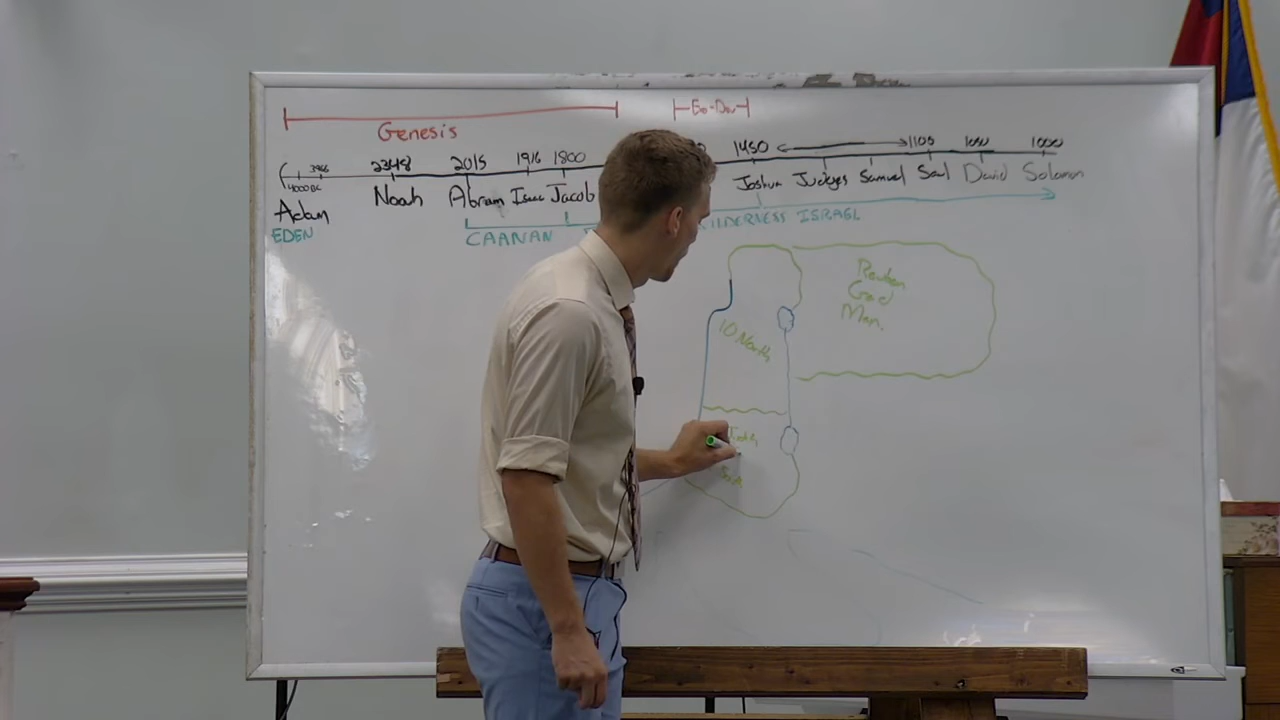 Genesis
Ex-Deu
3966 2348 2015 1916 1800 1450 1105 1050 1000
4000 BC
Adam Noah Abram Isaac Jacob Joshua Judges Samuel Saul David Solomon
EDEN CAANAN WILDERNESS ISRAEL
Reuben
Gad
Man.
10 North